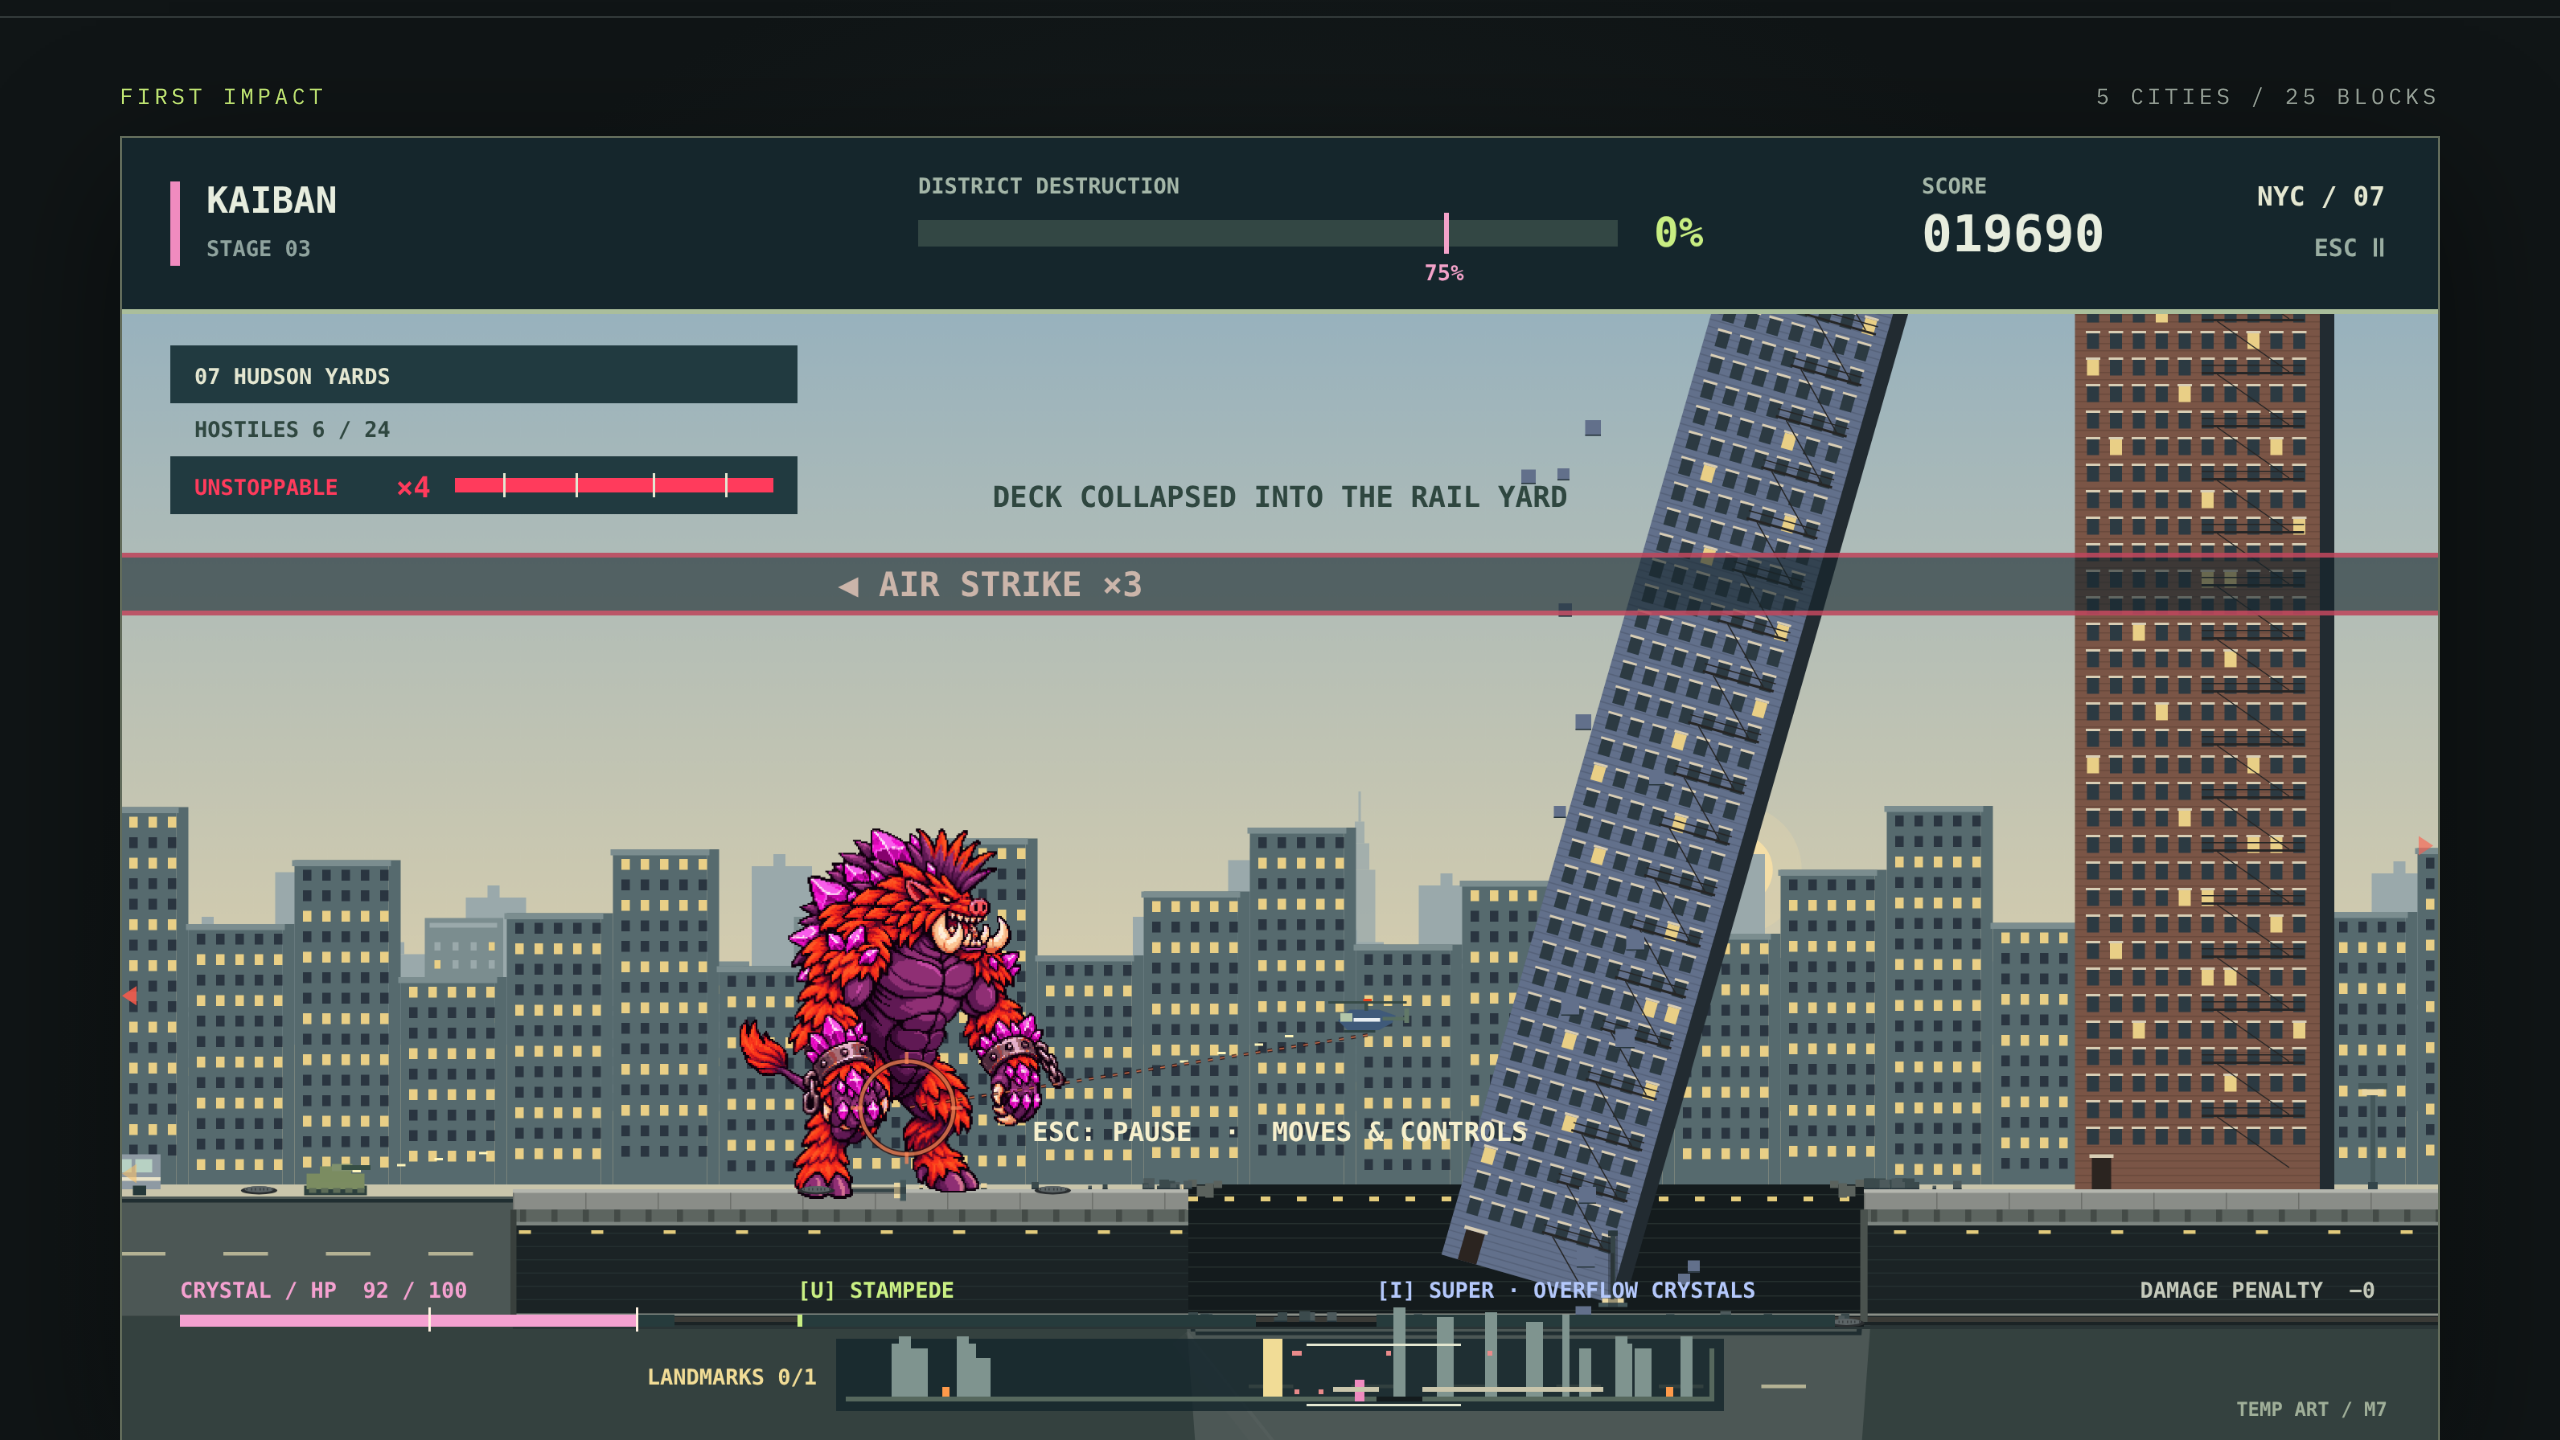 FIRST IMPACT
5 CITIES / 25 BLOCKS
KAIBAN
STAGE 03
DISTRICT DESTRUCTION
0%
75%
SCORE
019690
NYC / 07
ESC II
07 HUDSON YARDS
HOSTILES 6 / 24
UNSTOPPABLE ×4
DECK COLLAPSED INTO THE RAIL YARD
◀ AIR STRIKE ×3
ESC: PAUSE · MOVES & CONTROLS
CRYSTAL / HP 92 / 100
[U] STAMPEDE
[I] SUPER · OVERFLOW CRYSTALS
DAMAGE PENALTY −0
LANDMARKS 0/1
TEMP ART / M7